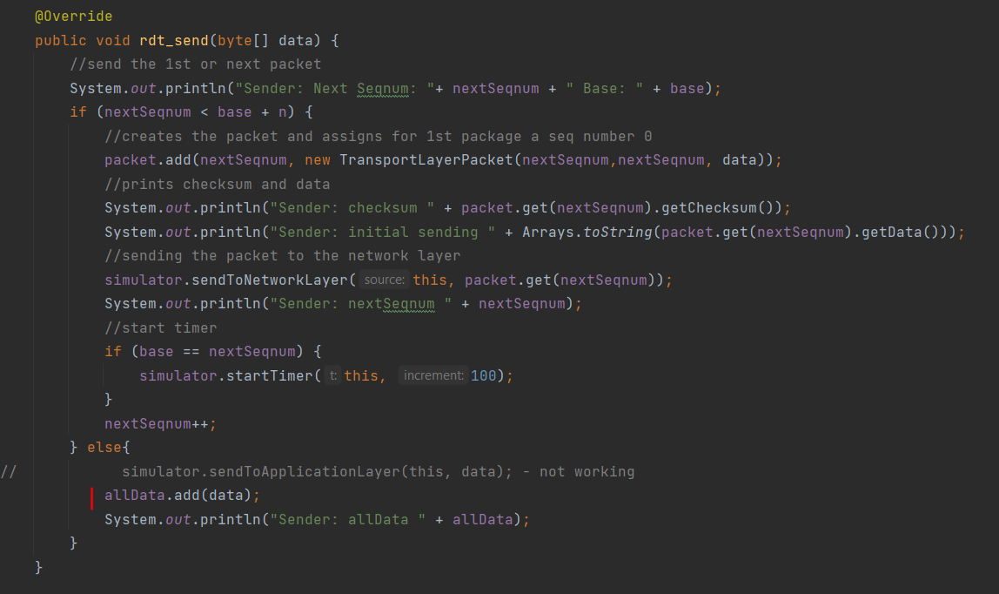 @Override
public void rdt_send(byte[] data) {
    //send the 1st or next packet
    System.out.println("Sender: Next Seqnum: "+ nextSeqnum + " Base: " + base);
    if (nextSeqnum < base + n) {
        //creates the packet and assigns for 1st package a seq number 0
        packet.add(nextSeqnum, new TransportLayerPacket(nextSeqnum,nextSeqnum, data));
        //prints checksum and data
        System.out.println("Sender: checksum " + packet.get(nextSeqnum).getChecksum());
        System.out.println("Sender: initial sending " + Arrays.toString(packet.get(nextSeqnum).getData()));
        //sending the packet to the network layer
        simulator.sendToNetworkLayer( source: this, packet.get(nextSeqnum));
        System.out.println("Sender: nextSeqnum " + nextSeqnum);
        //start timer
        if (base == nextSeqnum) {
            simulator.startTimer( t: this, increment: 100);
        }
        nextSeqnum++;
    } else{
//            simulator.sendToApplicationLayer(this, data); - not working
        allData.add(data);
        System.out.println("Sender: allData " + allData);
    }
}